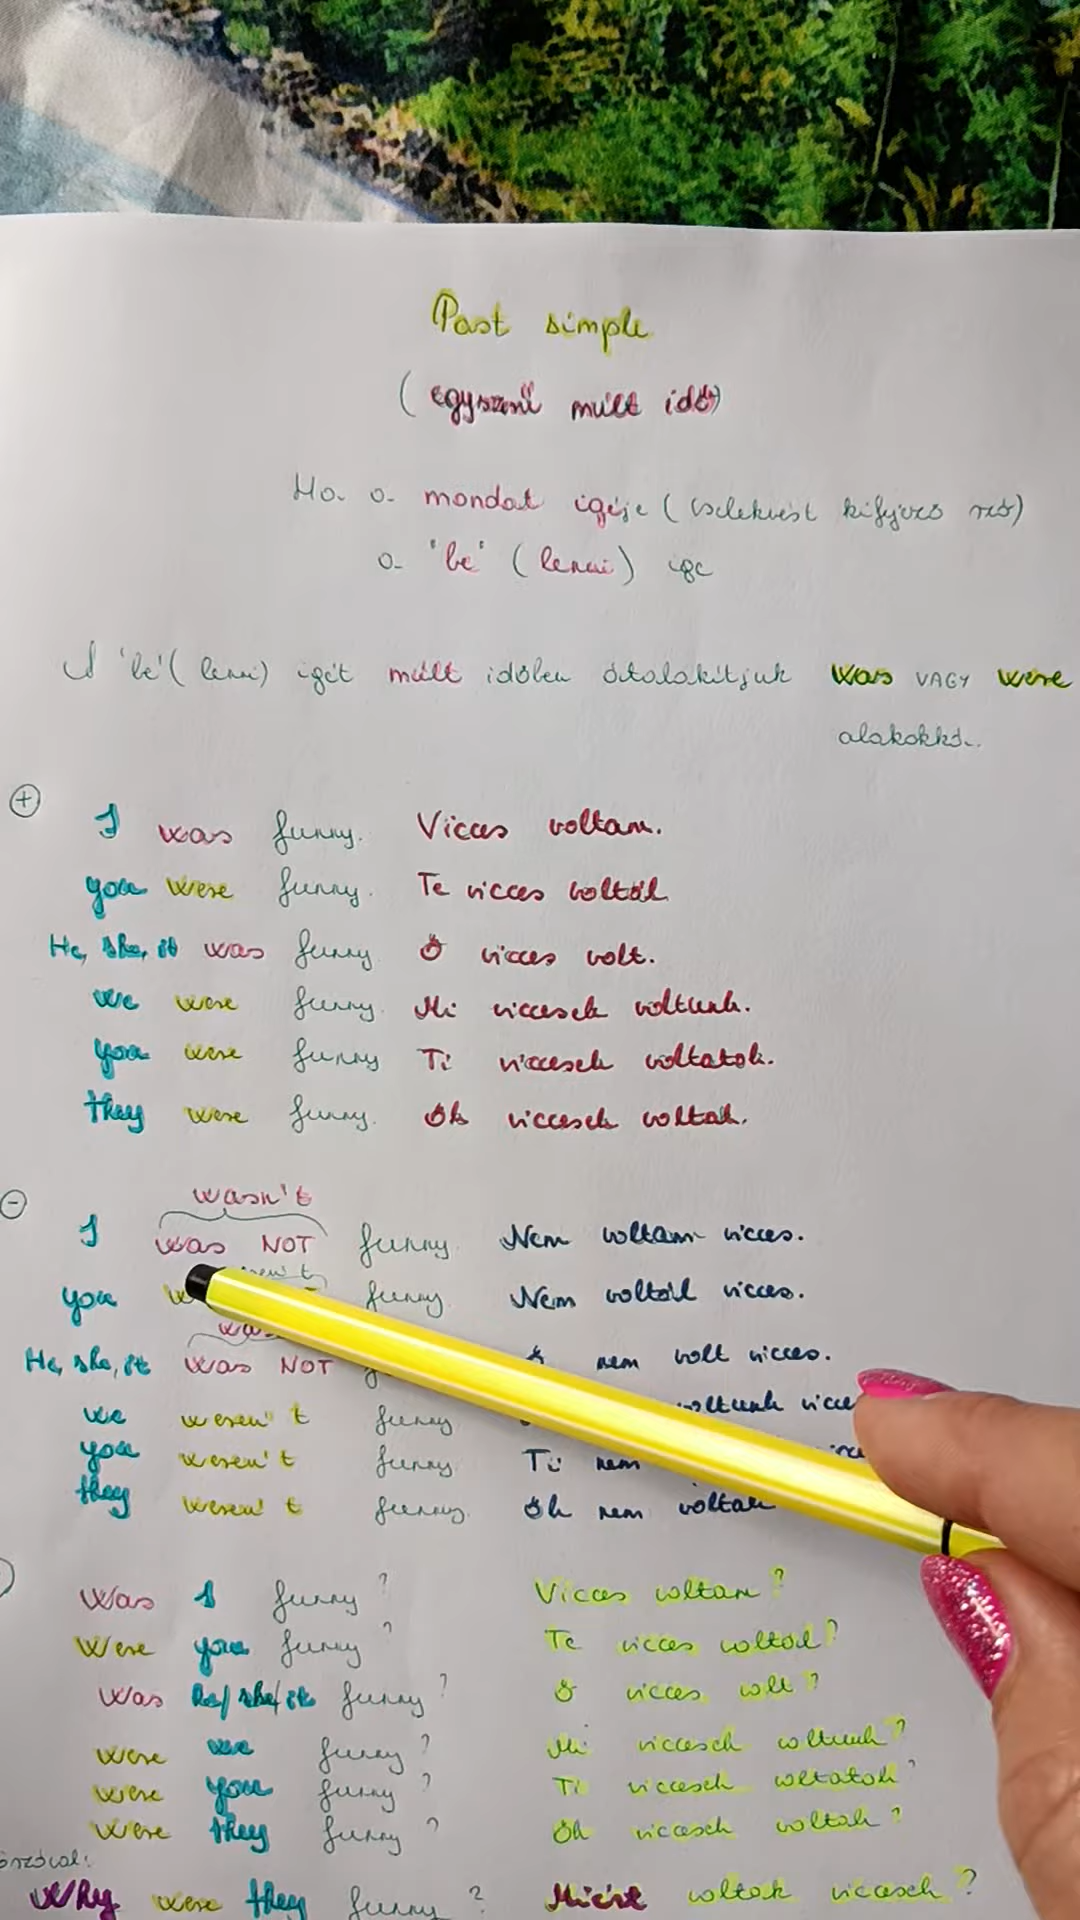 Past simple
(egyszerű múlt idő)
Ha a mondat igéje (cselekvést kifejező szó)
a 'be' (lenni) ige
A 'be' (lenni) igét múlt időben átalakítjuk was VAGY were
alakokká.
+
I was funny. Vicces voltam.
you were funny. Te vicces voltál.
He, she, it was funny. Ő vicces volt.
we were funny. Mi viccesek voltunk.
you were funny Ti viccesek voltatok.
they were funny. Ők viccesek voltak.
-
wasn't
I was NOT funny. Nem voltam vicces.
you funny. Nem voltál vicces.
He, she, it was NOT Ő nem volt vicces.
we weren't funny. voltunk
you weren't funny. Ti nem
they weren't funny. Ők nem voltak
Was I funny? Vicces voltam?
Were you funny? Te vicces voltál?
Was he/she/it funny? Ő vicces volt?
were we funny? Mi viccesek voltunk?
were you funny? Ti viccesek voltatok?
were they funny? Ők viccesek voltak?
Why were they funny? Miért voltak viccesek?